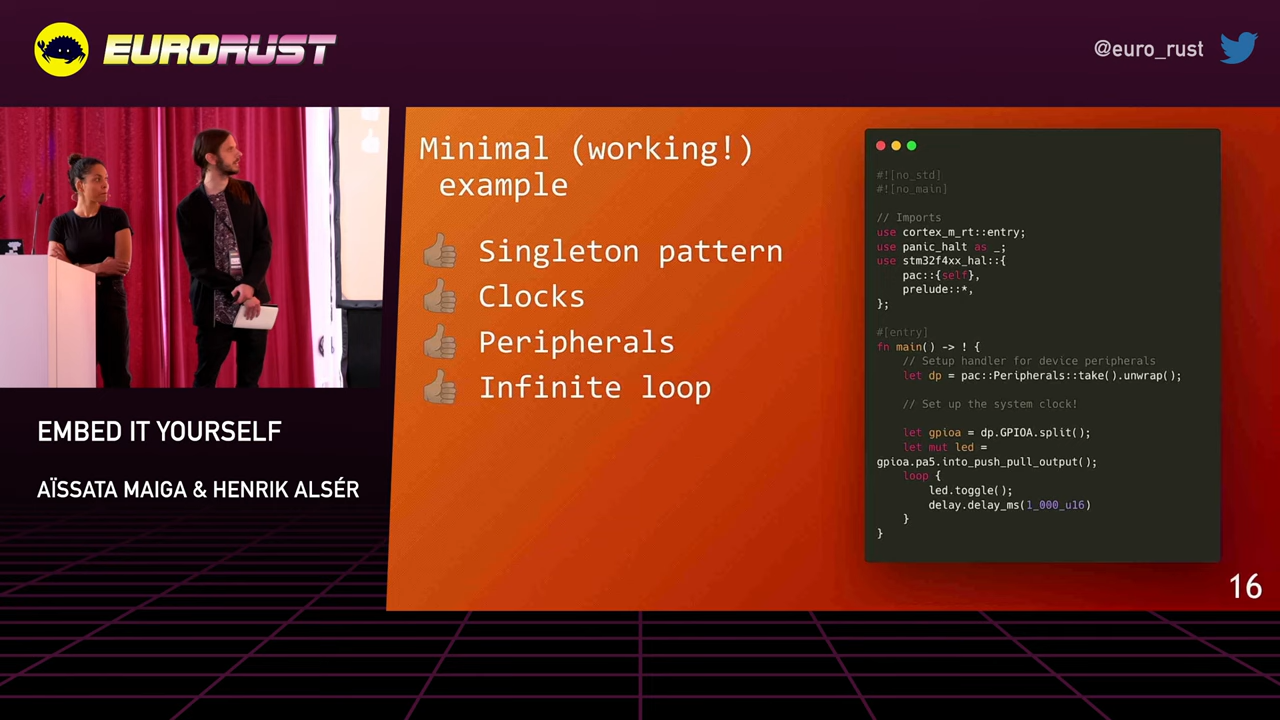 EURORUST
@euro_rust
EMBED IT YOURSELF
AÏSSATA MAIGA & HENRIK ALSÉR
Minimal (working!)
example
Singleton pattern
Clocks
Peripherals
Infinite loop
#![no_std]
#![no_main]
// Imports
use cortex_m_rt::entry;
use panic_halt as _;
use stm32f4xx_hal::{
pac::{self},
prelude::*,
};
#[entry]
fn main() -> ! {
// Setup handler for device peripherals
let dp = pac::Peripherals::take().unwrap();
// Set up the system clock!
let gpioa = dp.GPIOA.split();
let mut led =
gpioa.pa5.into_push_pull_output();
loop {
led.toggle();
delay.delay_ms(1_000_u16)
}
}
16